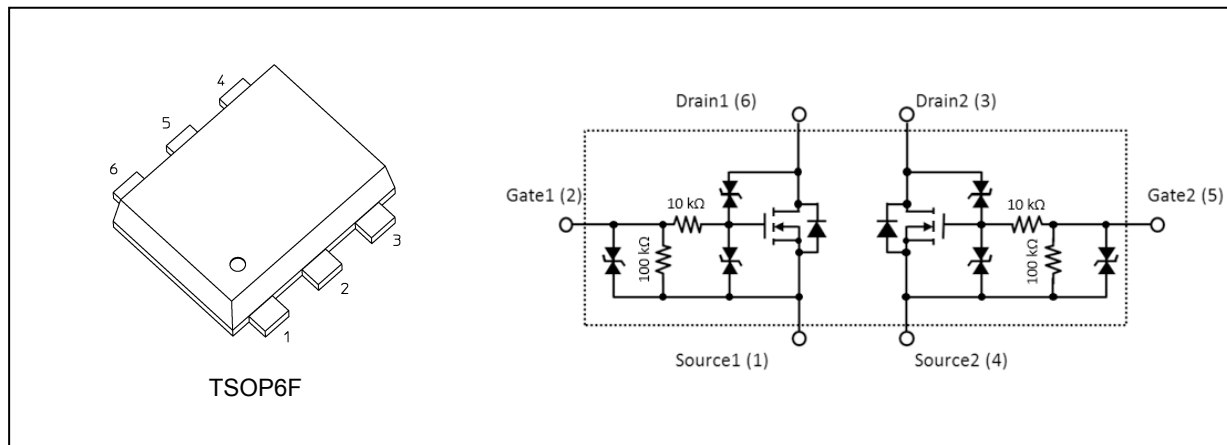 4
5
6
3
2
1
TSOP6F
Drain1 (6)
Drain2 (3)
Gate1 (2)
10 kΩ
10 kΩ
Gate2 (5)
100 kΩ
100 kΩ
Source1 (1)
Source2 (4)